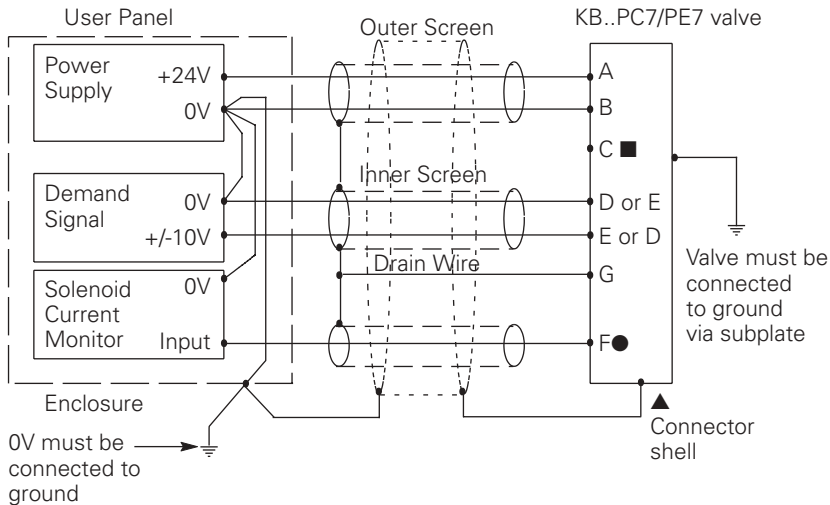 User Panel
Outer Screen
KB..PC7/PE7 valve
Power
Supply
+24V
0V
A
B
C ■
Inner Screen
Demand
Signal
0V
+/-10V
D or E
E or D
Drain Wire
G
Solenoid
Current
Monitor
0V
Input
F●
Valve must be
connected
to ground
via subplate
Enclosure
0V must be
connected to
ground
▲
Connector
shell